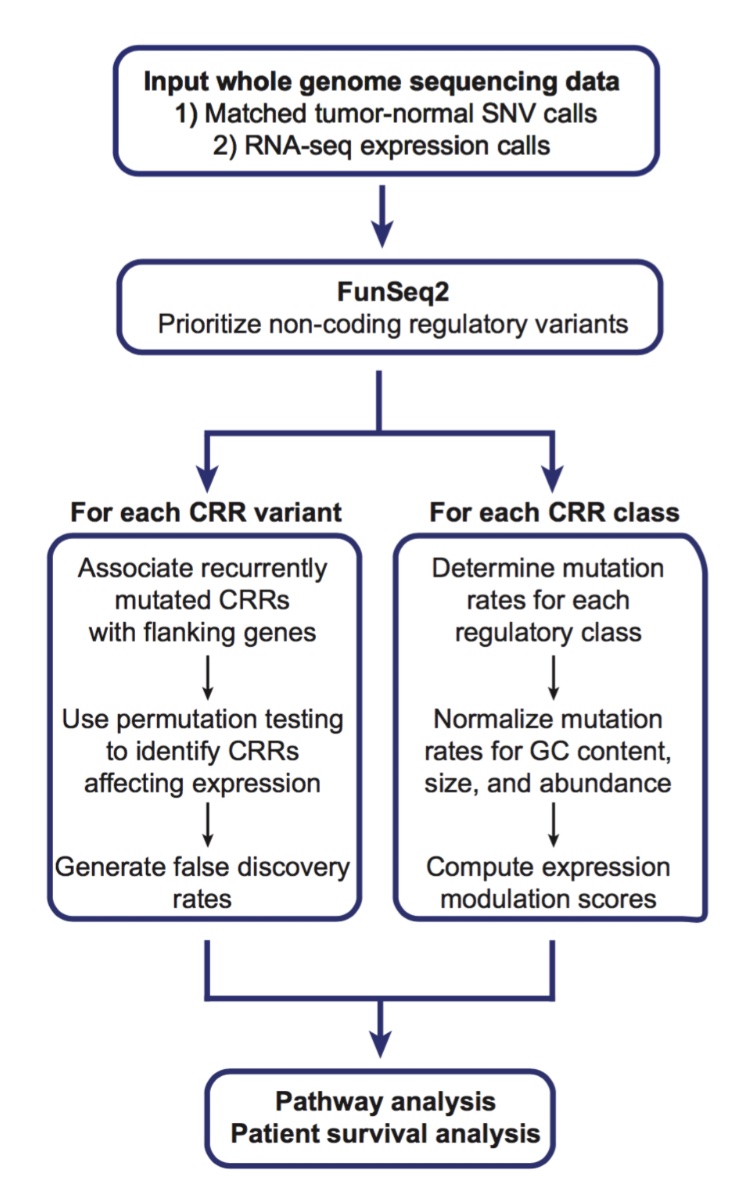 Input whole genome sequencing data
1) Matched tumor-normal SNV calls
2) RNA-seq expression calls
FunSeq2
Prioritize non-coding regulatory variants
For each CRR variant
Associate recurrently
mutated CRRs
with flanking genes
Use permutation testing
to identify CRRs
affecting expression
Generate false discovery
rates
For each CRR class
Determine mutation
rates for each
regulatory class
Normalize mutation
rates for GC content,
size, and abundance
Compute expression
modulation scores
Pathway analysis
Patient survival analysis